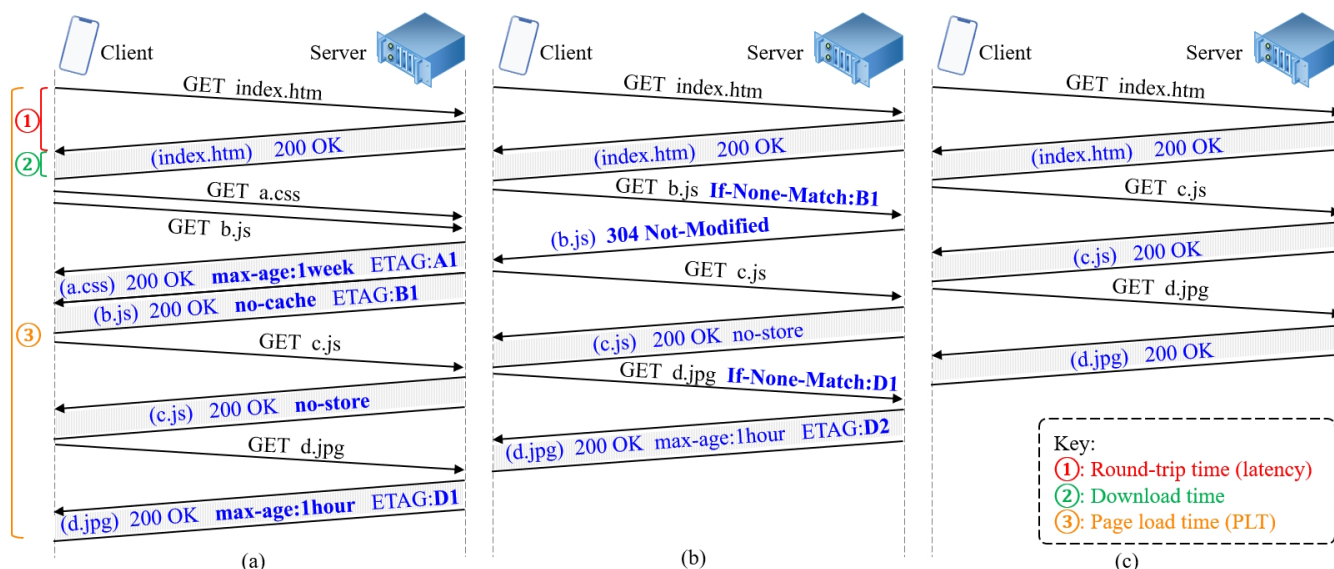 Client
Server
GET index.htm
①
(index.htm) 200 OK
②
GET a.css
GET b.js
(a.css) 200 OK max-age:1week ETAG:A1
(b.js) 200 OK no-cache ETAG:B1
③
GET c.js
(c.js) 200 OK no-store
GET d.jpg
(d.jpg) 200 OK max-age:1hour ETAG:D1
(a)
Client
Server
GET index.htm
(index.htm) 200 OK
GET b.js If-None-Match:B1
(b.js) 304 Not-Modified
GET c.js
(c.js) 200 OK no-store
GET d.jpg If-None-Match:D1
(d.jpg) 200 OK max-age:1hour ETAG:D2
(b)
Client
Server
GET index.htm
(index.htm) 200 OK
GET c.js
(c.js) 200 OK
GET d.jpg
(d.jpg) 200 OK
Key:
①: Round-trip time (latency)
②: Download time
③: Page load time (PLT)
(c)